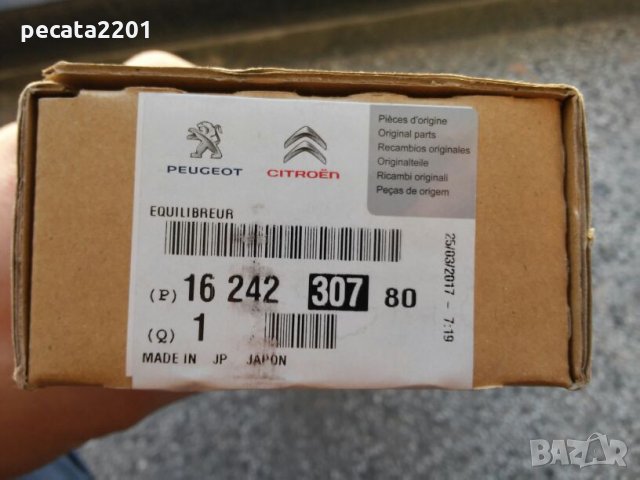 pecata2201
PEUGEOT
CITROËN
Pièces d'origine
Original parts
Recambios originales
Originalteile
Ricambi originali
Peças de origem
EQUILIBREUR
(P) 16 242 307 80
(Q) 1
MADE IN JP JAPON
25/03/2017 - 7:19
BAZAR